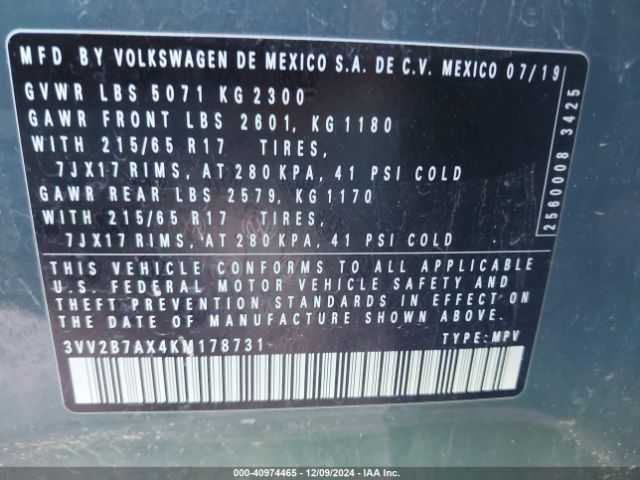 MFD BY VOLKSWAGEN DE MEXICO S.A. DE C.V. MEXICO 07/19
GVWR LBS 5071 KG 2300
GAWR FRONT LBS 2601, KG 1180
WITH 215/65 R17 TIRES,
7JX17 RIMS, AT 280 KPA, 41 PSI COLD
GAWR REAR LBS 2579, KG 1170
WITH 215/65 R17 TIRES,
7JX17 RIMS, AT 280 KPA, 41 PSI COLD
2560008 3425
THIS VEHICLE CONFORMS TO ALL APPLICABLE
U.S. FEDERAL MOTOR VEHICLE SAFETY AND
THEFT PREVENTION STANDARDS IN EFFECT ON
THE DATE OF MANUFACTURE SHOWN ABOVE.
3VV2B7AX4KM178731 TYPE: MPV
000-40974465 - 12/09/2024 - IAA Inc.